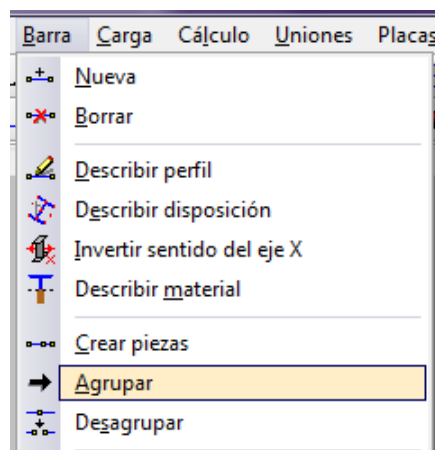 Barra Carga Cálculo Uniones Placas
Nueva
Borrar
Describir perfil
Describir disposición
Invertir sentido del eje X
Describir material
Crear piezas
Agrupar
Desagrupar